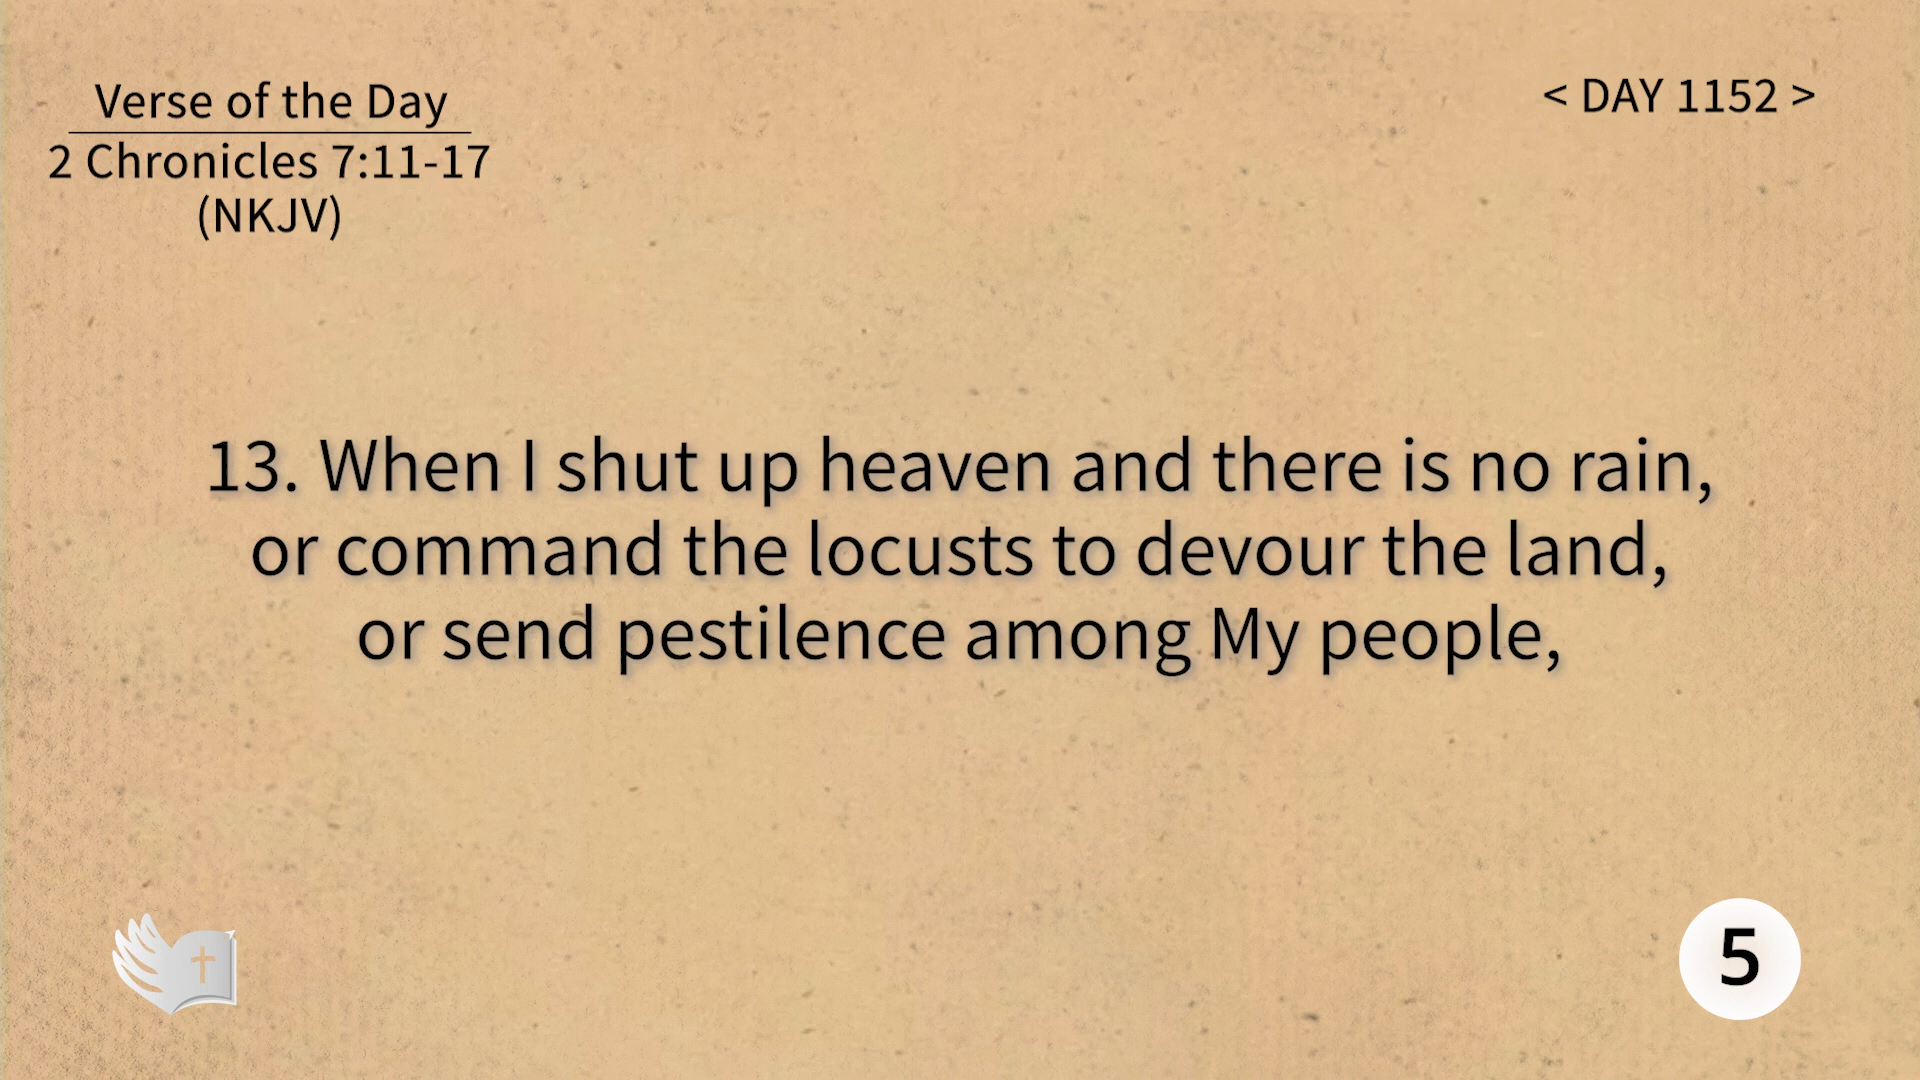 Verse of the Day
2 Chronicles 7:11-17
(NKJV)
< DAY 1152 >
13. When I shut up heaven and there is no rain,
or command the locusts to devour the land,
or send pestilence among My people,
5